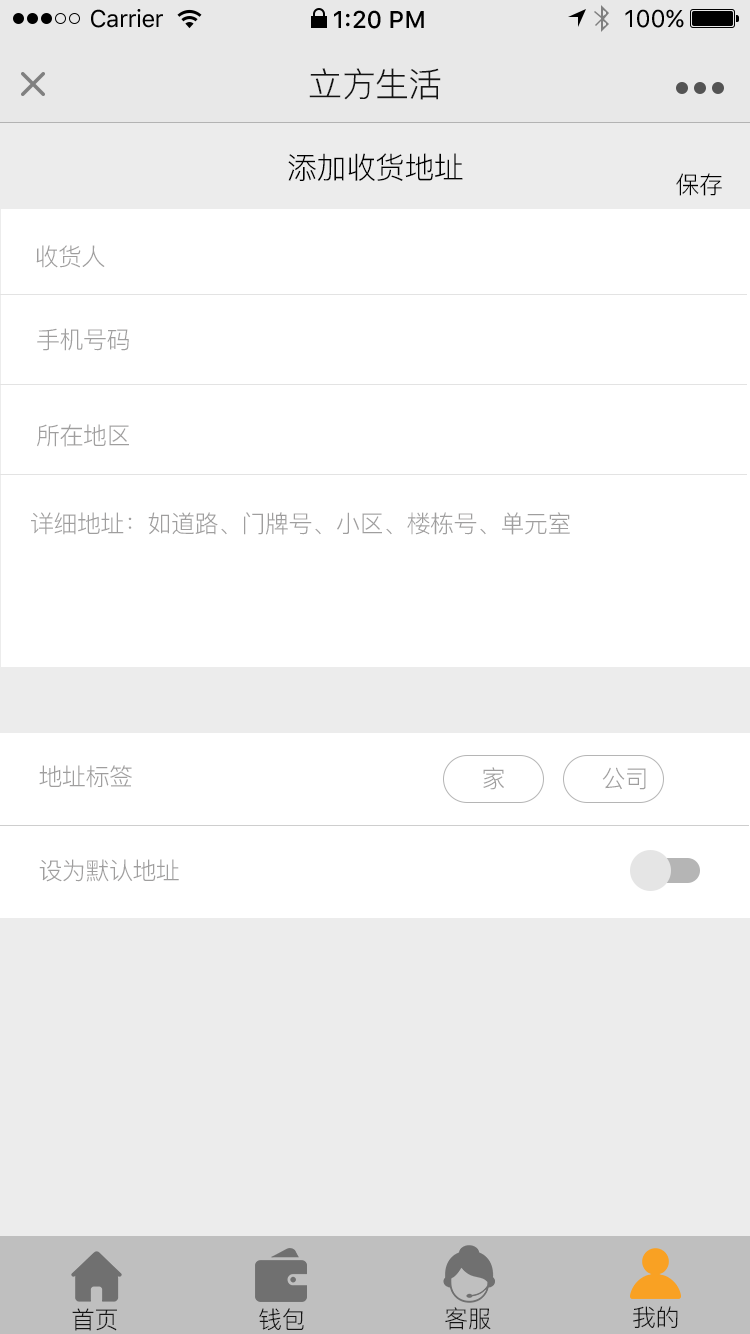 Carrier 1:20 PM 100%
立方生活
添加收货地址
保存
收货人
手机号码
所在地区
详细地址：如道路、门牌号、小区、楼栋号、单元室
地址标签 家 公司
设为默认地址
首页 钱包 客服 我的